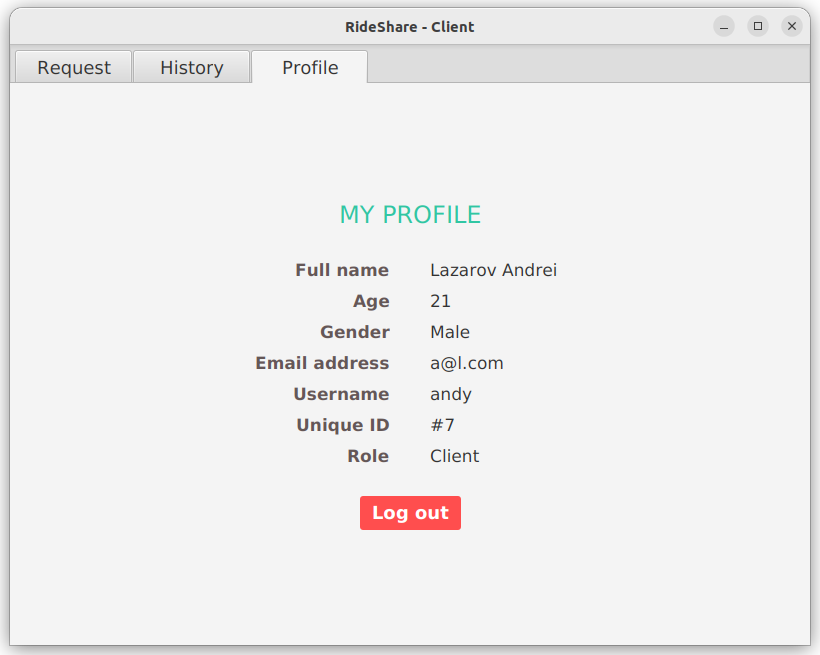 RideShare - Client
Request History Profile
MY PROFILE
Full name Lazarov Andrei
Age 21
Gender Male
Email address a@l.com
Username andy
Unique ID #7
Role Client
Log out